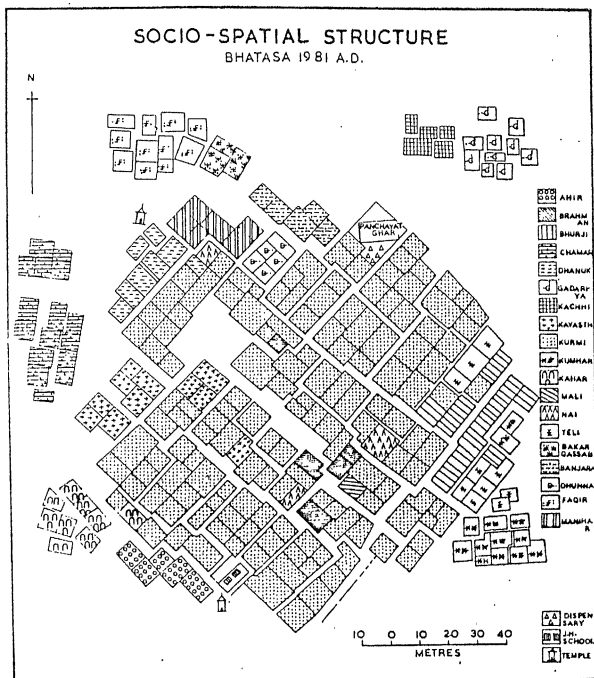 SOCIO-SPATIAL STRUCTURE
BHATASA 1981 A.D.
N
PANCHAYAT
GHAR
AHIR
BRAHM
AN
BHURJI
CHAMAR
DHANUK
GADARI
YA
KACHHI
KAYASTH
KURMI
KUMHAR
KAHAR
MALI
NAI
TELI
BAKAR
QASSAB
BANJARA
DHUNNA
FAQIR
MANIHA
R
DISPEN
SARY
J.H.
SCHOOL
TEMPLE
10 0 10 20 30 40
METRES